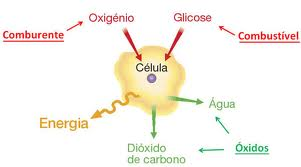 Oxigénio
Glicose
Comburente
Combustível
Célula
Energia
Água
Dióxido
de carbono
Óxidos